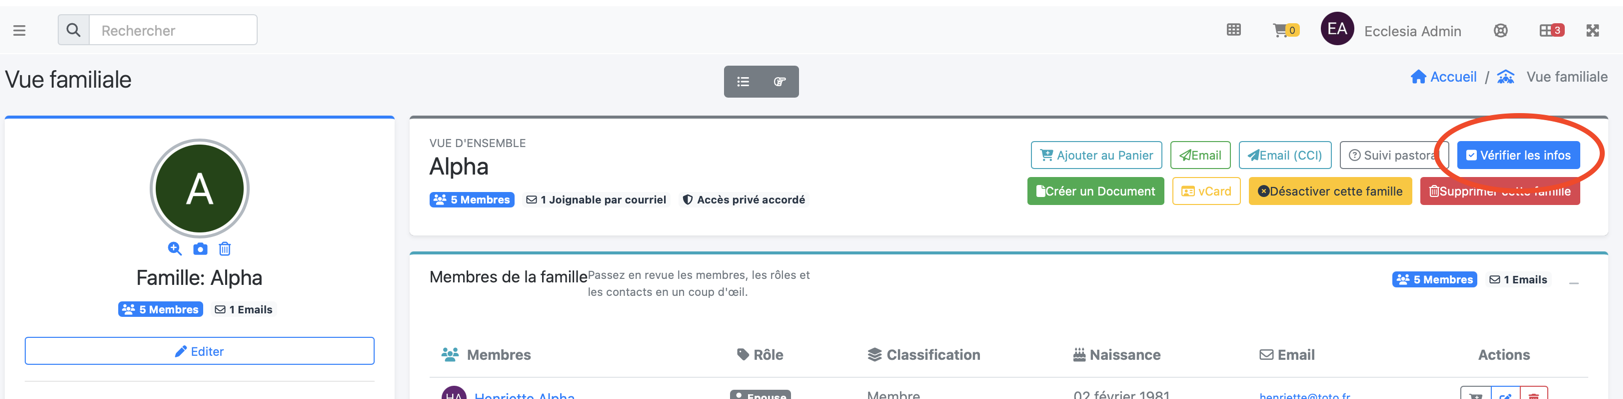 Rechercher
0
EA
Ecclesia Admin
3
Vue familiale
Accueil / Vue familiale
A
Famille: Alpha
5 Membres 1 Emails
Editer
VUE D'ENSEMBLE
Alpha
5 Membres 1 Joignable par courriel Accès privé accordé
Ajouter au Panier Email Email (CCI) Suivi pastoral Vérifier les infos
Créer un Document vCard Désactiver cette famille Supprimer cette famille
Membres de la famille Passez en revue les membres, les rôles et
les contacts en un coup d'œil.
5 Membres 1 Emails
Membres Rôle Classification Naissance Email Actions
HA Henriette Alpha Epouse Membre 02 février 1981 henriette@toto.fr